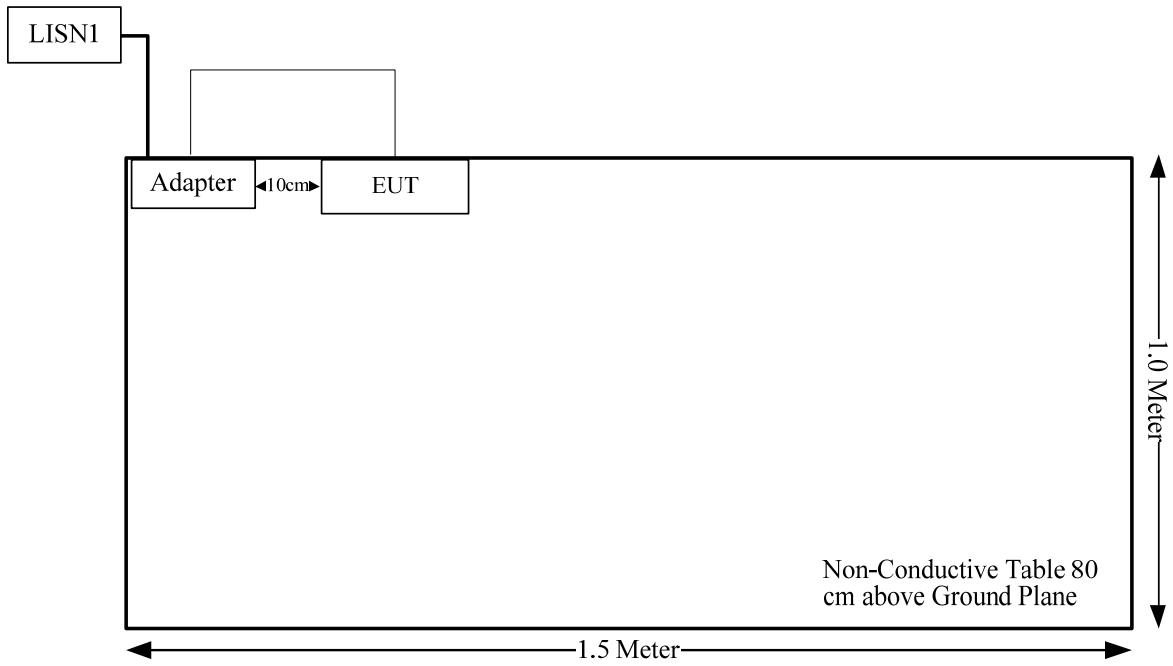 LISN1
Adapter
10cm
EUT
1.0 Meter
Non-Conductive Table 80
cm above Ground Plane
1.5 Meter